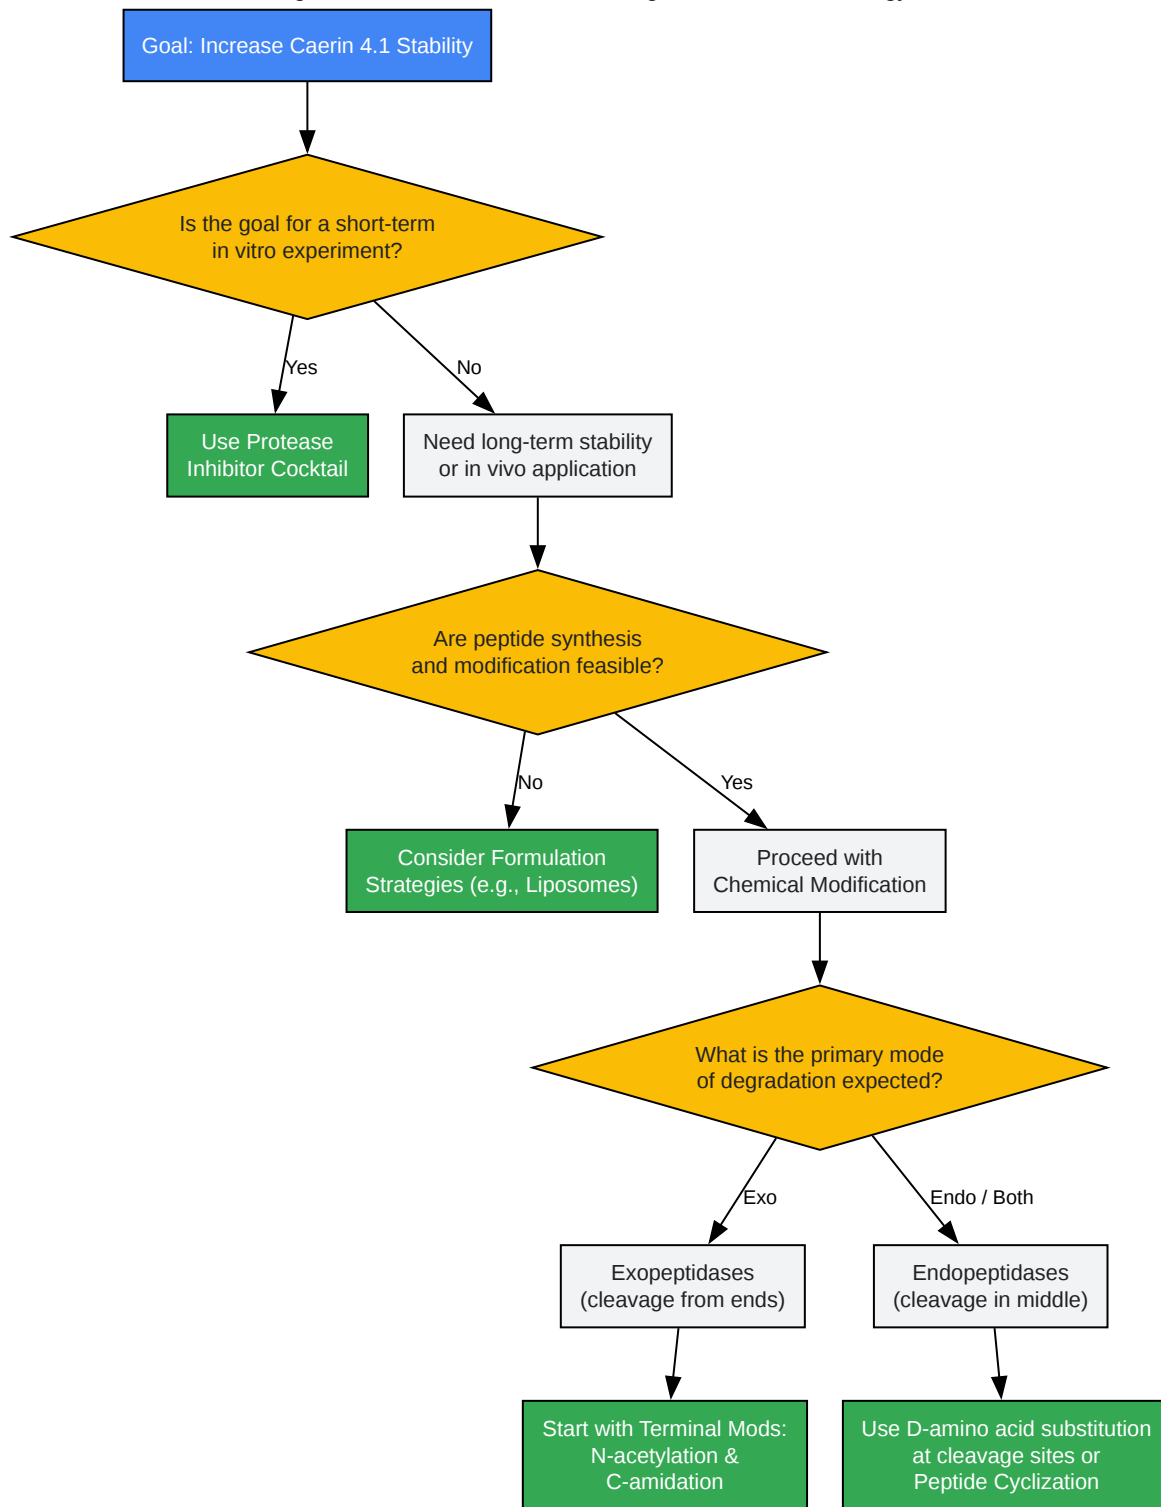 Goal: Increase Caerin 4.1 Stability
Is the goal for a short-term
in vitro experiment?
Yes
No
Use Protease
Inhibitor Cocktail
Need long-term stability
or in vivo application
Are peptide synthesis
and modification feasible?
No
Yes
Consider Formulation
Strategies (e.g., Liposomes)
Proceed with
Chemical Modification
What is the primary mode
of degradation expected?
Exo
Endo / Both
Exopeptidases
(cleavage from ends)
Endopeptidases
(cleavage in middle)
Start with Terminal Mods:
N-acetylation &
C-amidation
Use D-amino acid substitution
at cleavage sites or
Peptide Cyclization